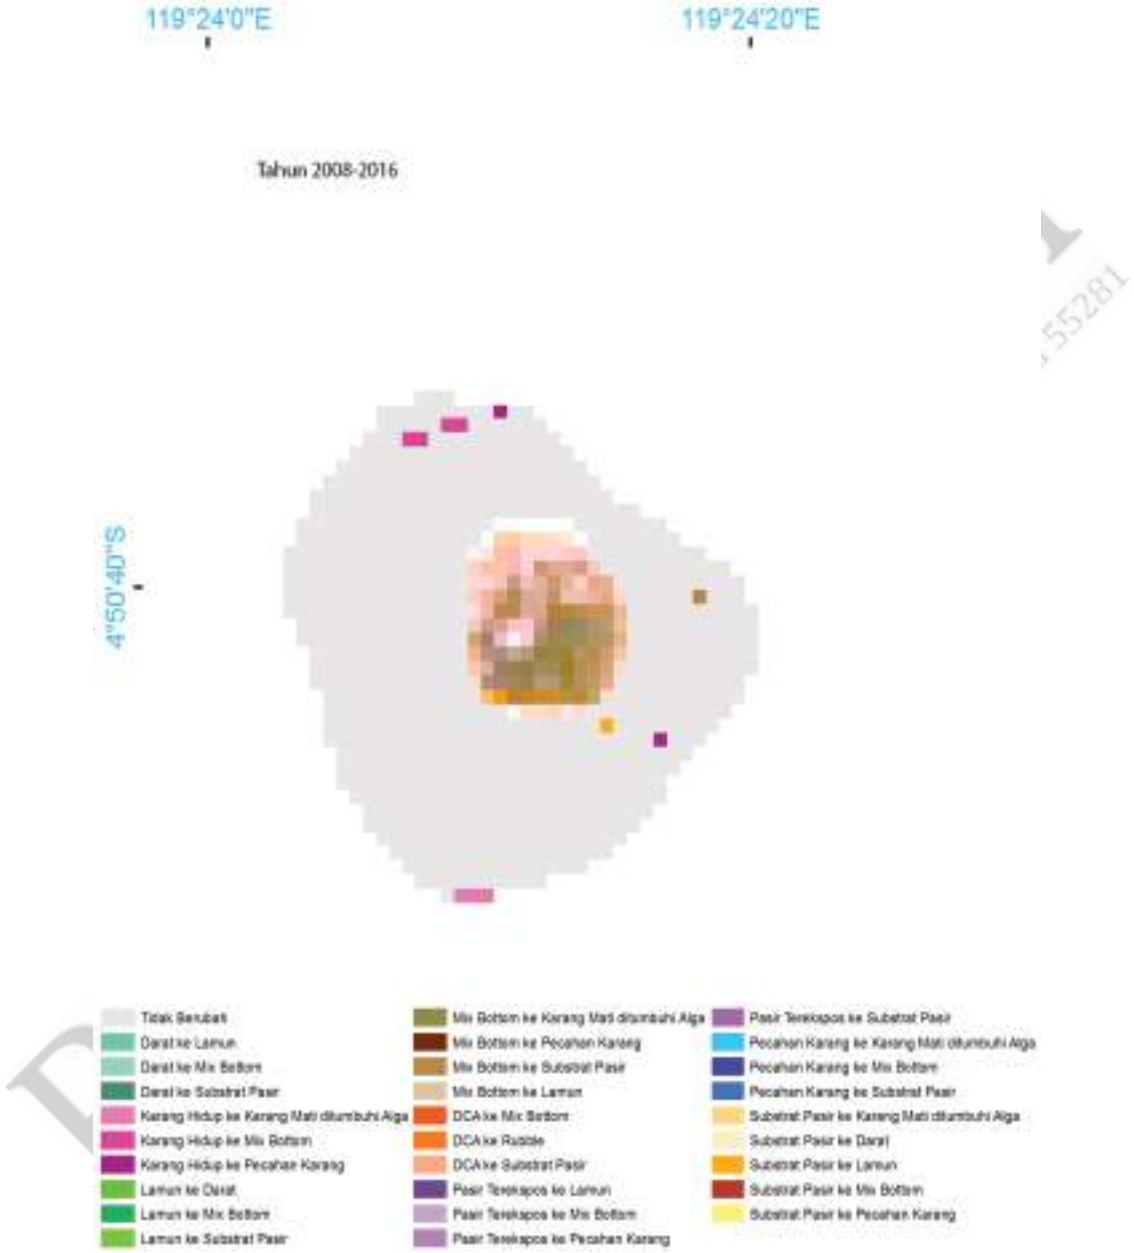 119°24'0"E
119°24'20"E
Tahun 2008-2016
55281
4°50'40"S
Tidak Berubah
Darat ke Lamun
Darat ke Mix Bottom
Darat ke Substrat Pasir
Karang Hidup ke Karang Mati ditumbuhi Alga
Karang Hidup ke Mix Bottom
Karang Hidup ke Pecahan Karang
Lamun ke Darat
Lamun ke Mix Bottom
Lamun ke Substrat Pasir
Mix Bottom ke Karang Mati ditumbuhi Alga
Mix Bottom ke Pecahan Karang
Mix Bottom ke Substrat Pasir
Mix Bottom ke Lamun
DCA ke Mix Bottom
DCA ke Rubble
DCA ke Substrat Pasir
Pasir Terekspos ke Lamun
Pasir Terekspos ke Mix Bottom
Pasir Terekspos ke Pecahan Karang
Pasir Terekspos ke Substrat Pasir
Pecahan Karang ke Karang Mati ditumbuhi Alga
Pecahan Karang ke Mix Bottom
Pecahan Karang ke Substrat Pasir
Substrat Pasir ke Karang Mati ditumbuhi Alga
Substrat Pasir ke Darat
Substrat Pasir ke Lamun
Substrat Pasir ke Mix Bottom
Substrat Pasir ke Pecahan Karang